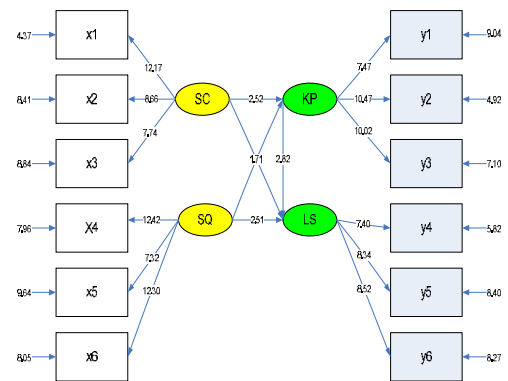 4.37 x1 y1 9.04
12.17 7.47
8.41 x2 8.66 SC 2.52 KP 10.47 y2 4.92
7.74 10.02
8.84 x3 1.71 2.62 y3 7.10
7.96 X4 12.42 SQ 2.51 LS 7.40 y4 5.82
7.32 8.34
9.64 x5 12.30 8.52 y5 8.40
8.05 x6 y6 8.27